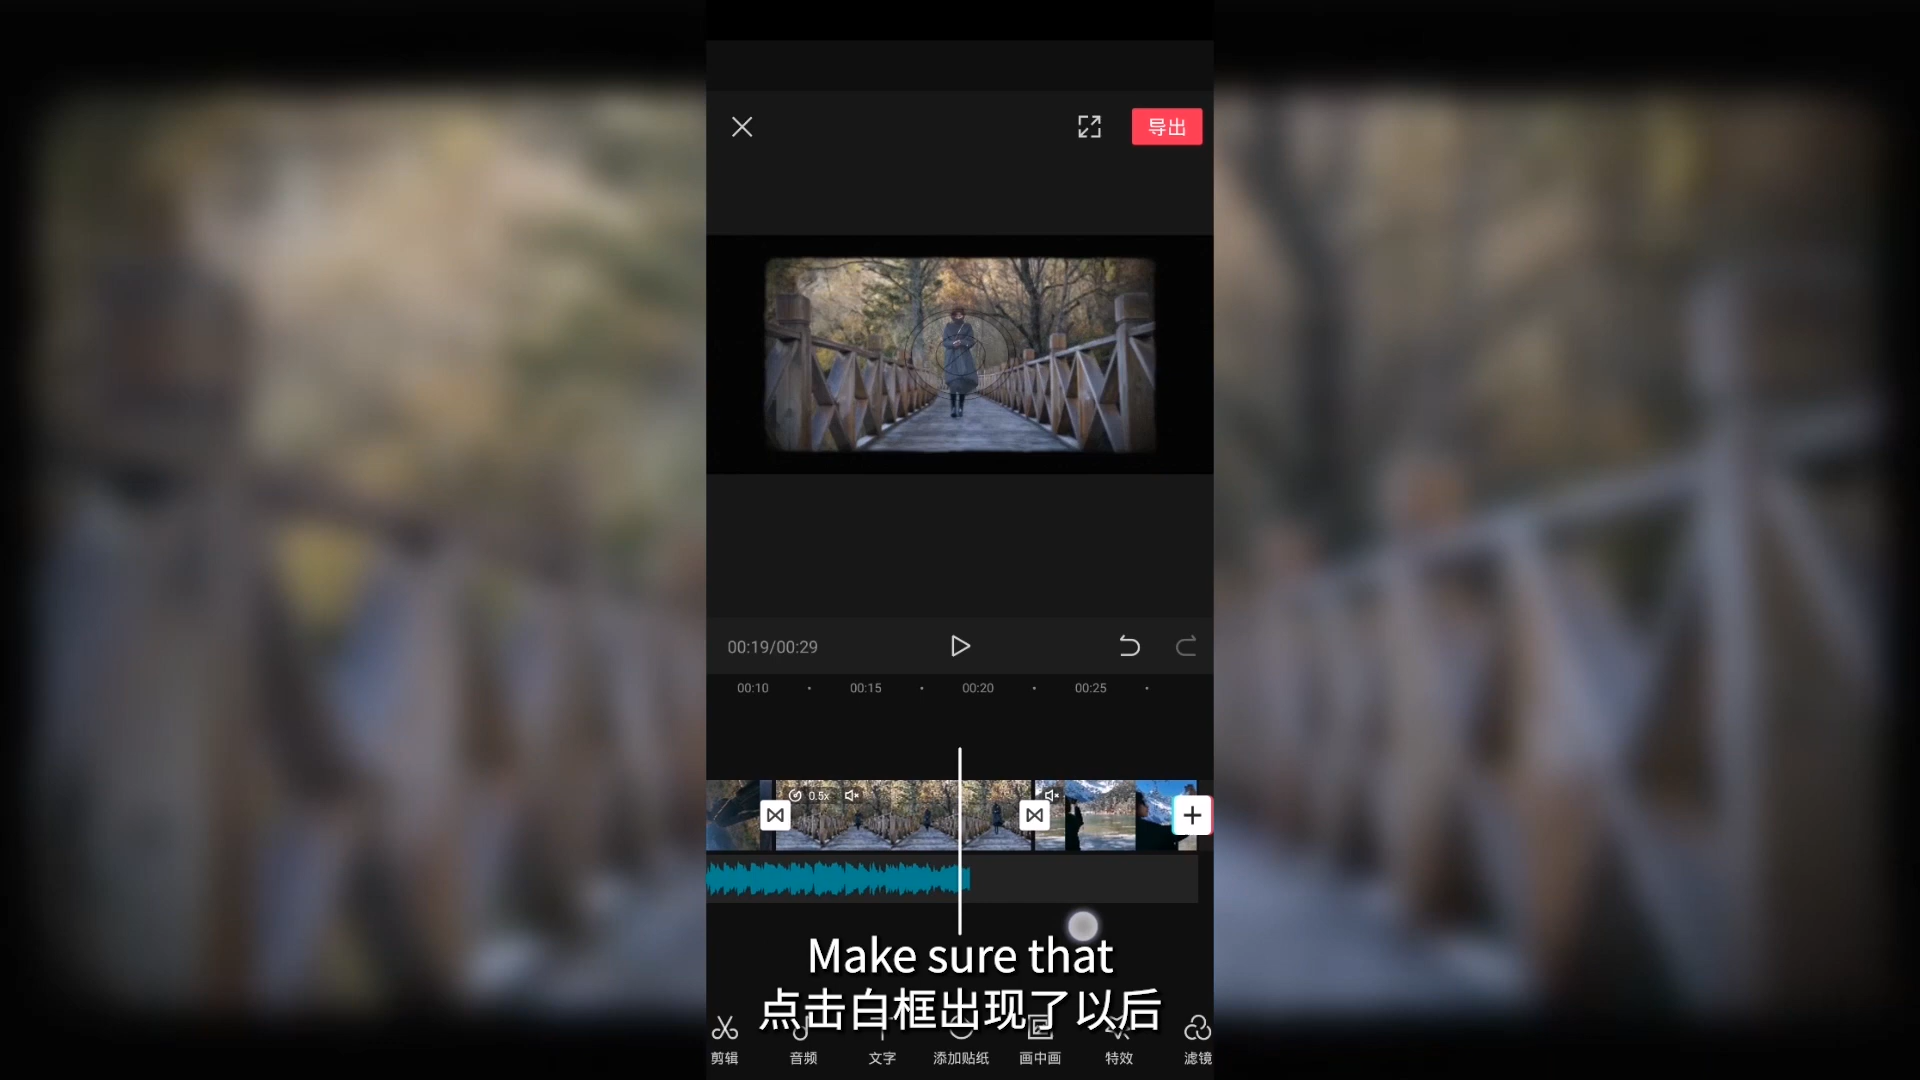 导出
00:19/00:29
00:10
00:15
00:20
00:25
0.5x
Make sure that
点击白框出现了以后
剪辑
音频
文字
添加贴纸
画中画
特效
滤镜